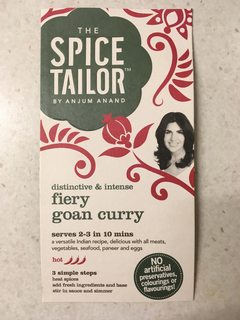 THE
SPICE
TAILOR™
BY ANJUM ANAND
distinctive & intense
fiery
goan curry
serves 2-3 in 10 mins
a versatile Indian recipe, delicious with all meats,
vegetables, seafood, paneer and eggs
hot
3 simple steps
heat spices
add fresh ingredients and base
stir in sauce and simmer
NO
artificial
preservatives,
colourings or
flavourings!